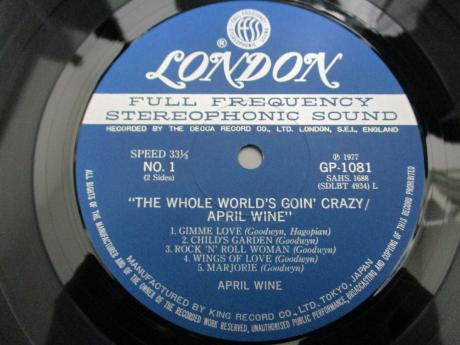 FULL FREQUENCY STEREOPHONIC SOUND
® LONDON
FULL FREQUENCY
STEREOPHONIC SOUND
RECORDED BY THE DECCA RECORD CO., LTD. LONDON, S.E.I., ENGLAND
SPEED 33⅓
NO. 1
(2 Sides)
℗ 1977
GP-1081
SAHS. 1688
(SDLBT 4934) L
"THE WHOLE WORLD'S GOIN' CRAZY/
APRIL WINE"
1. GIMME LOVE (Goodwyn, Hagopian)
2. CHILD'S GARDEN (Goodwyn)
3. ROCK 'N' ROLL WOMAN (Goodwyn)
4. WINGS OF LOVE (Goodwyn)
5. MARJORIE (Goodwyn)
APRIL WINE
MANUFACTURED BY KING RECORD CO., LTD. TOKYO, JAPAN
ALL RIGHTS OF THE MANUFACTURER AND OF THE OWNER OF THE RECORDED WORK RESERVED, UNAUTHORISED PUBLIC PERFORMANCE, BROADCASTING AND COPYING OF THIS RECORD PROHIBITED